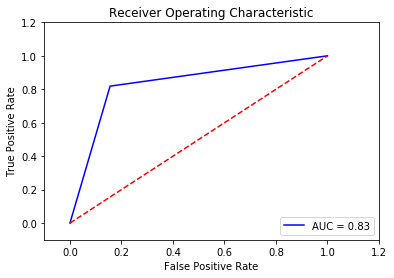 Receiver Operating Characteristic
1.2
1.0
0.8
0.6
0.4
0.2
0.0
True Positive Rate
AUC = 0.83
0.0 0.2 0.4 0.6 0.8 1.0 1.2
False Positive Rate